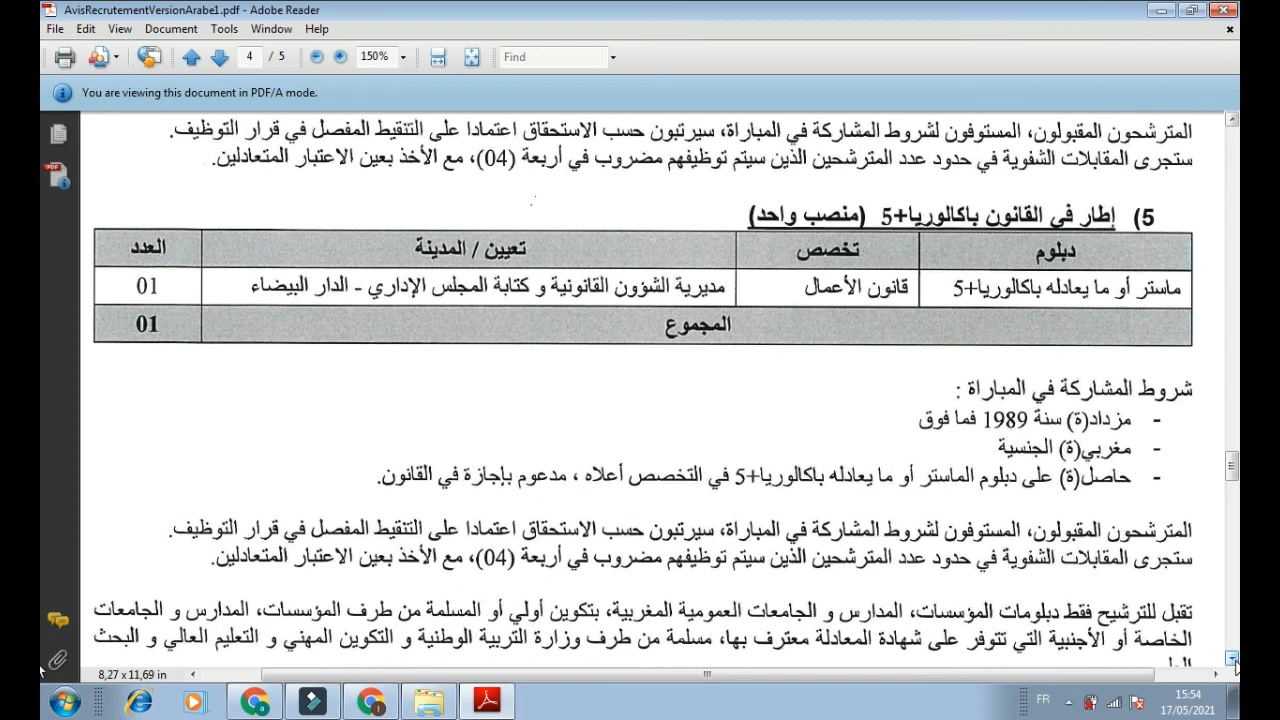 AvisRecrutementVersionArabe1.pdf - Adobe Reader
File Edit View Document Tools Window Help
4 / 5 150% Find
You are viewing this document in PDF/A mode.
المترشحون المقبولون، المستوفون لشروط المشاركة في المباراة، سيرتبون حسب الاستحقاق اعتمادا على التنقيط المفصل في قرار التوظيف.
ستجرى المقابلات الشفوية في حدود عدد المترشحين الذين سيتم توظيفهم مضروب في أربعة (04)، مع الأخذ بعين الاعتبار المتعادلين.
5) إطار في القانون باكالوريا+5 (منصب واحد)
دبلوم تخصص تعيين / المدينة العدد
ماستر أو ما يعادله باكالوريا+5 قانون الأعمال مديرية الشؤون القانونية و كتابة المجلس الإداري - الدار البيضاء 01
المجموع 01
شروط المشاركة في المباراة :
- مزداد(ة) سنة 1989 فما فوق
- مغربي(ة) الجنسية
- حاصل(ة) على دبلوم الماستر أو ما يعادله باكالوريا+5 في التخصص أعلاه ، مدعوم بإجازة في القانون.
المترشحون المقبولون، المستوفون لشروط المشاركة في المباراة، سيرتبون حسب الاستحقاق اعتمادا على التنقيط المفصل في قرار التوظيف.
ستجرى المقابلات الشفوية في حدود عدد المترشحين الذين سيتم توظيفهم مضروب في أربعة (04)، مع الأخذ بعين الاعتبار المتعادلين.
تقبل للترشيح فقط دبلومات المؤسسات، المدارس و الجامعات العمومية المغربية، بتكوين أولي أو المسلمة من طرف المؤسسات، المدارس و الجامعات
الخاصة أو الأجنبية التي تتوفر على شهادة المعادلة معترف بها، مسلمة من طرف وزارة التربية الوطنية و التكوين المهني و التعليم العالي و البحث
8,27 x 11,69 in
FR 15:54
17/05/2021